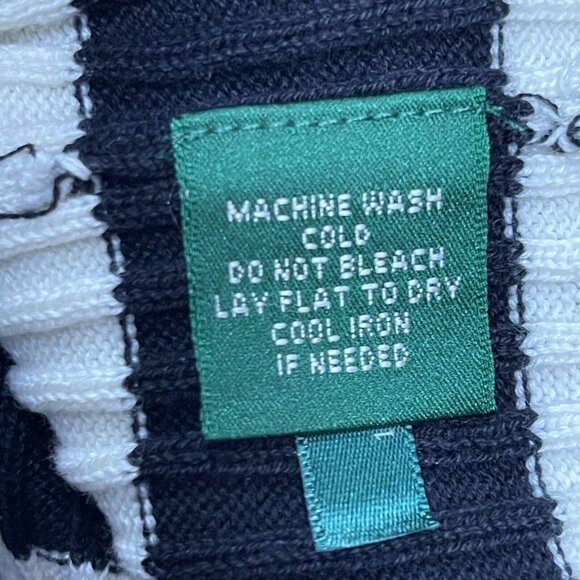 MACHINE WASH
COLD
DO NOT BLEACH
LAY FLAT TO DRY
COOL IRON
IF NEEDED